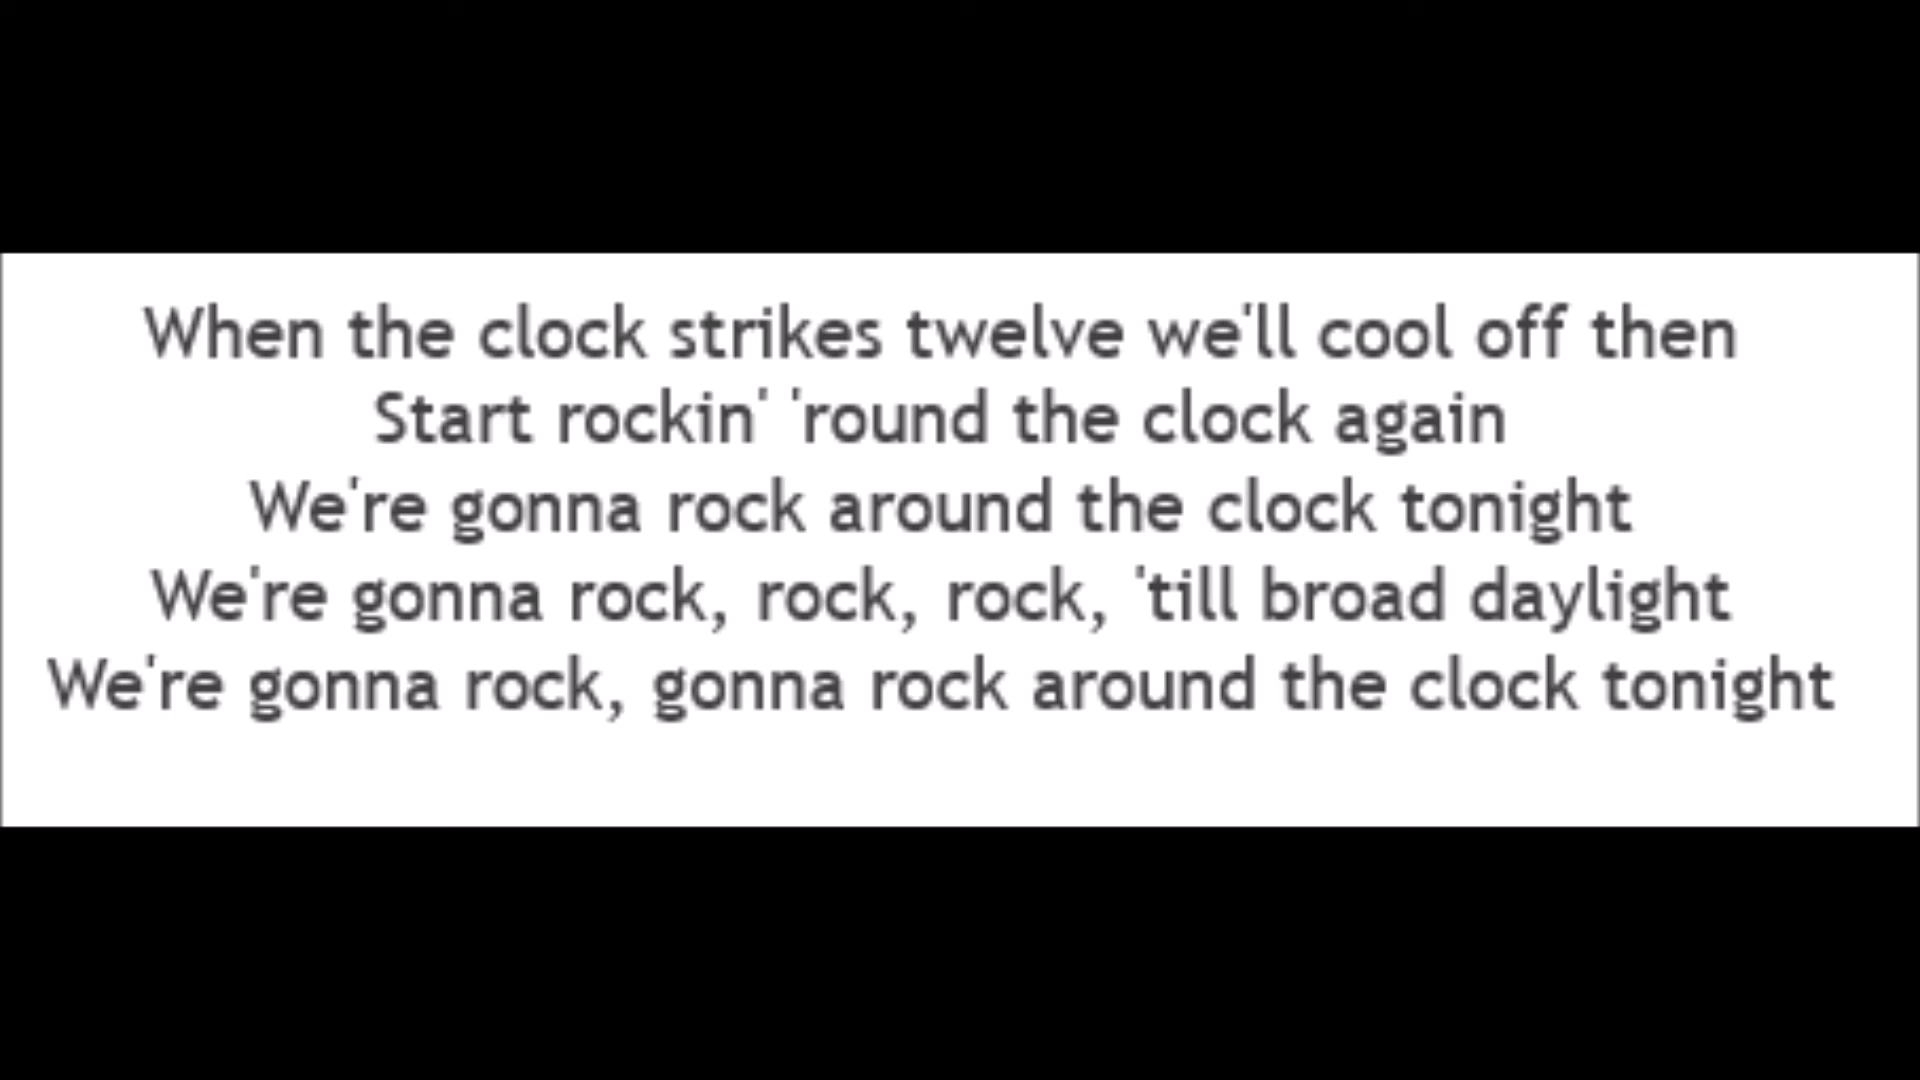 When the clock strikes twelve we'll cool off then
Start rockin' 'round the clock again
We're gonna rock around the clock tonight
We're gonna rock, rock, rock, 'till broad daylight
We're gonna rock, gonna rock around the clock tonight